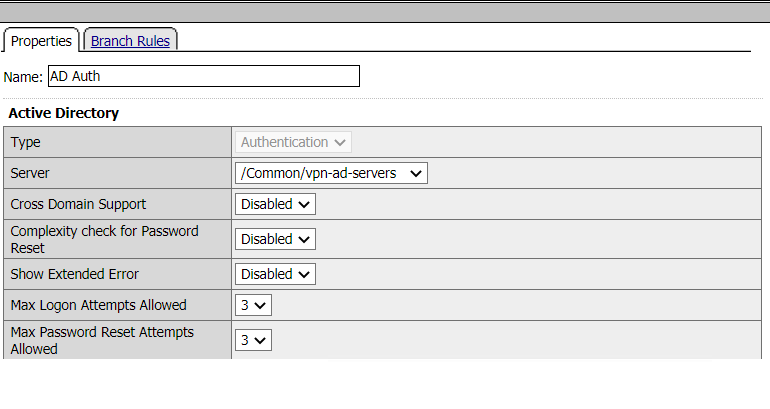 Properties
Branch Rules
Name: AD Auth
Active Directory
Type Authentication
Server /Common/vpn-ad-servers
Cross Domain Support Disabled
Complexity check for Password
Reset Disabled
Show Extended Error Disabled
Max Logon Attempts Allowed 3
Max Password Reset Attempts
Allowed 3